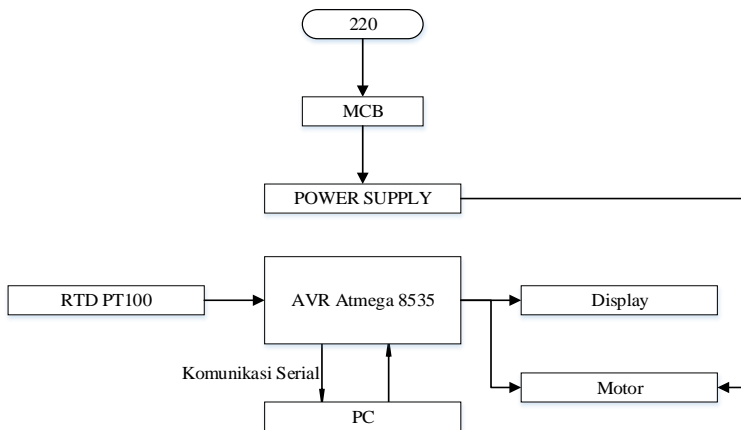 220
MCB
POWER SUPPLY
RTD PT100
AVR Atmega 8535
Display
Komunikasi Serial
Motor
PC